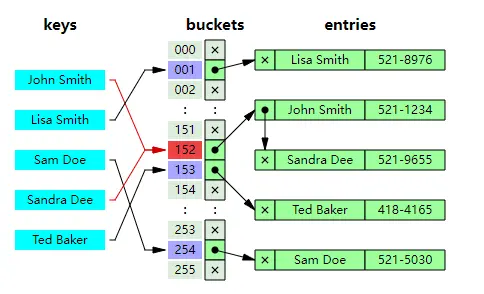 keys
buckets
entries
John Smith
Lisa Smith
Sam Doe
Sandra Dee
Ted Baker
000 ×
001
002 ×
: :
151 ×
152
153
154 ×
: :
253 ×
254
255 ×
× Lisa Smith 521-8976
John Smith 521-1234
× Sandra Dee 521-9655
× Ted Baker 418-4165
× Sam Doe 521-5030